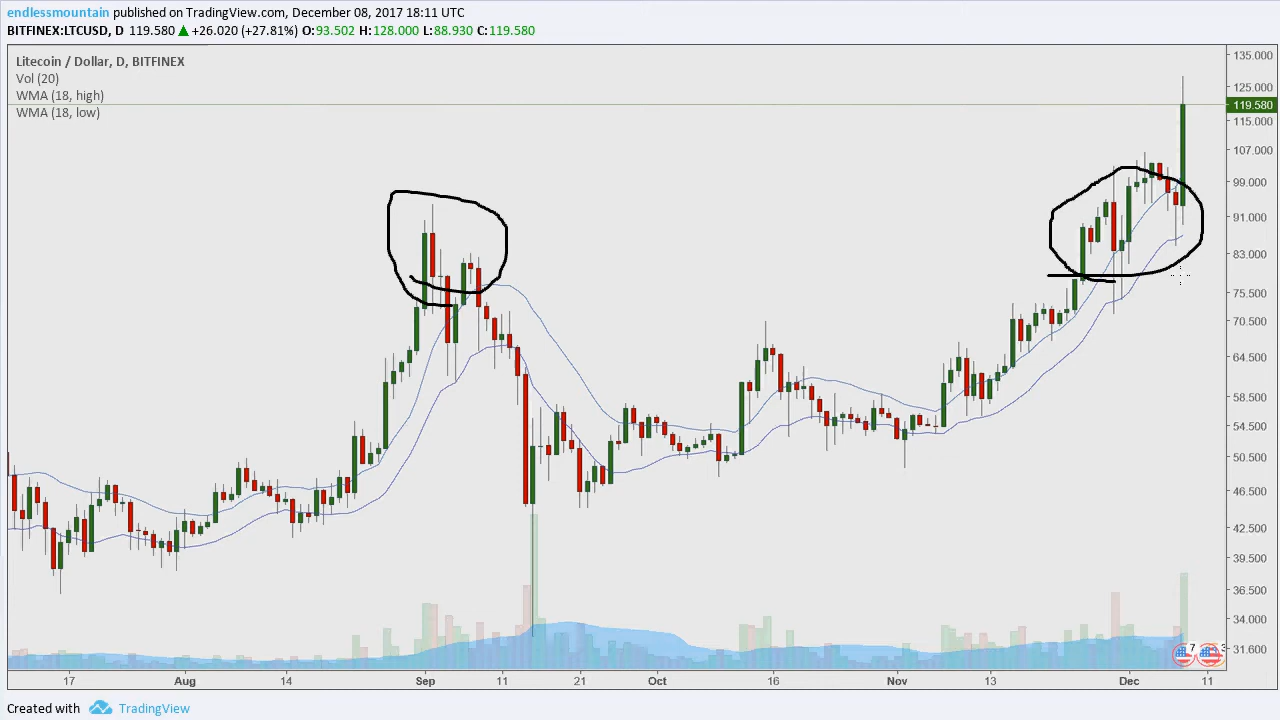 endlessmountain published on TradingView.com, December 08, 2017 18:11 UTC
BITFINEX:LTCUSD, D 119.580 ▲ +26.020 (+27.81%) O:93.502 H:128.000 L:88.930 C:119.580
Litecoin / Dollar, D, BITFINEX
Vol (20)
WMA (18, high)
WMA (18, low)
135.000
125.000
119.580
115.000
107.000
99.000
91.000
83.000
75.500
70.500
64.500
58.500
54.500
50.500
46.500
42.500
39.500
36.500
34.000
31.600
7 3
17 Aug 14 Sep 11 21 Oct 16 Nov 13 Dec 11
Created with TradingView